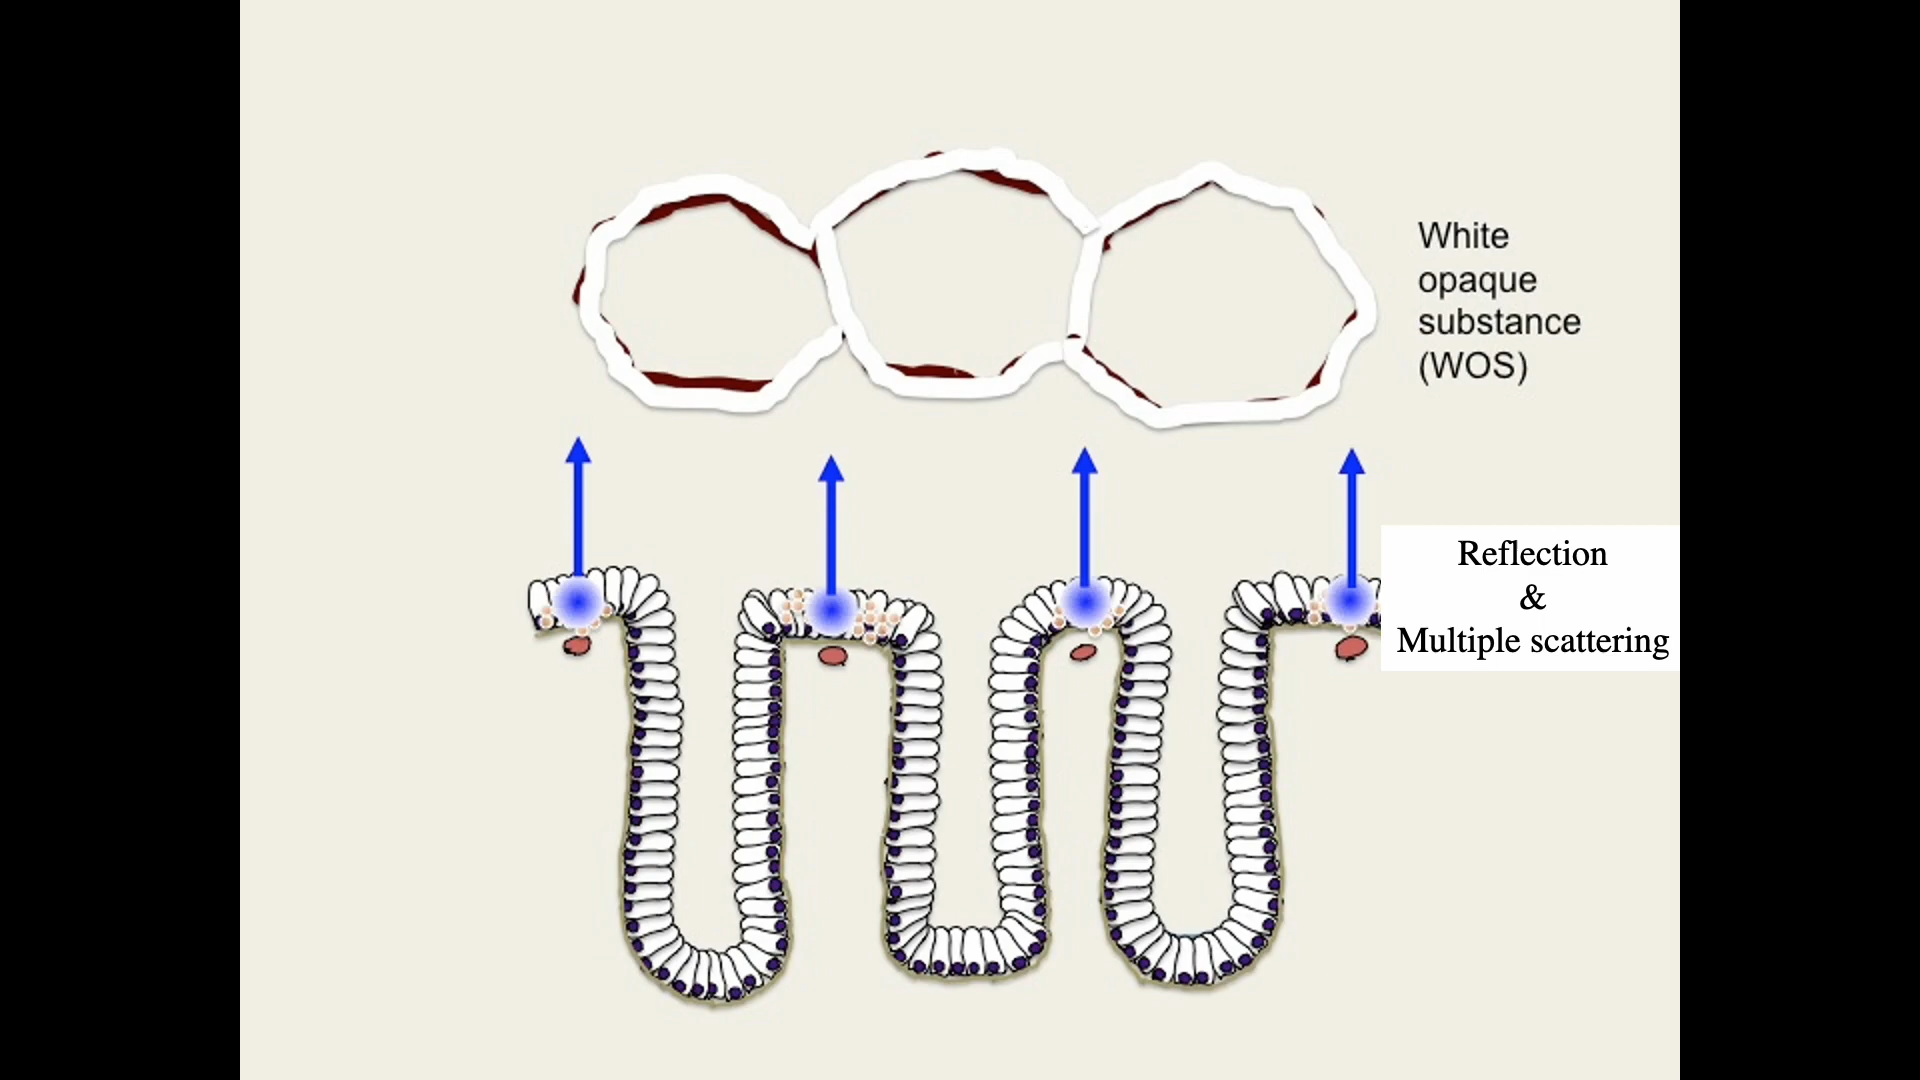 White
opaque
substance
(WOS)
Reflection
&
Multiple scattering